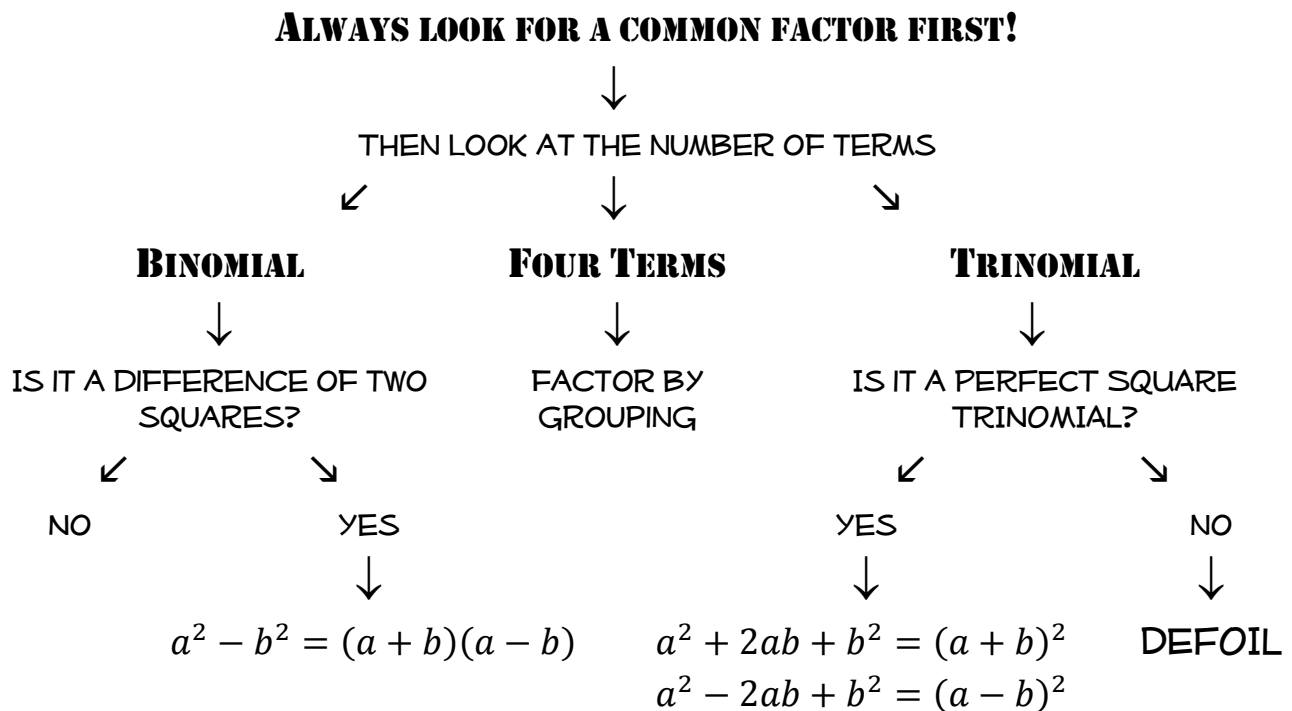 ALWAYS LOOK FOR A COMMON FACTOR FIRST!
↓
THEN LOOK AT THE NUMBER OF TERMS
↙ ↓ ↘
BINOMIAL FOUR TERMS TRINOMIAL
↓ ↓ ↓
IS IT A DIFFERENCE OF TWO FACTOR BY IS IT A PERFECT SQUARE
SQUARES? GROUPING TRINOMIAL?
↙ ↘ ↙ ↘
NO YES YES NO
↓ ↓ ↓
a² − b² = (a + b)(a − b) a² + 2ab + b² = (a + b)² DEFOIL
a² − 2ab + b² = (a − b)²